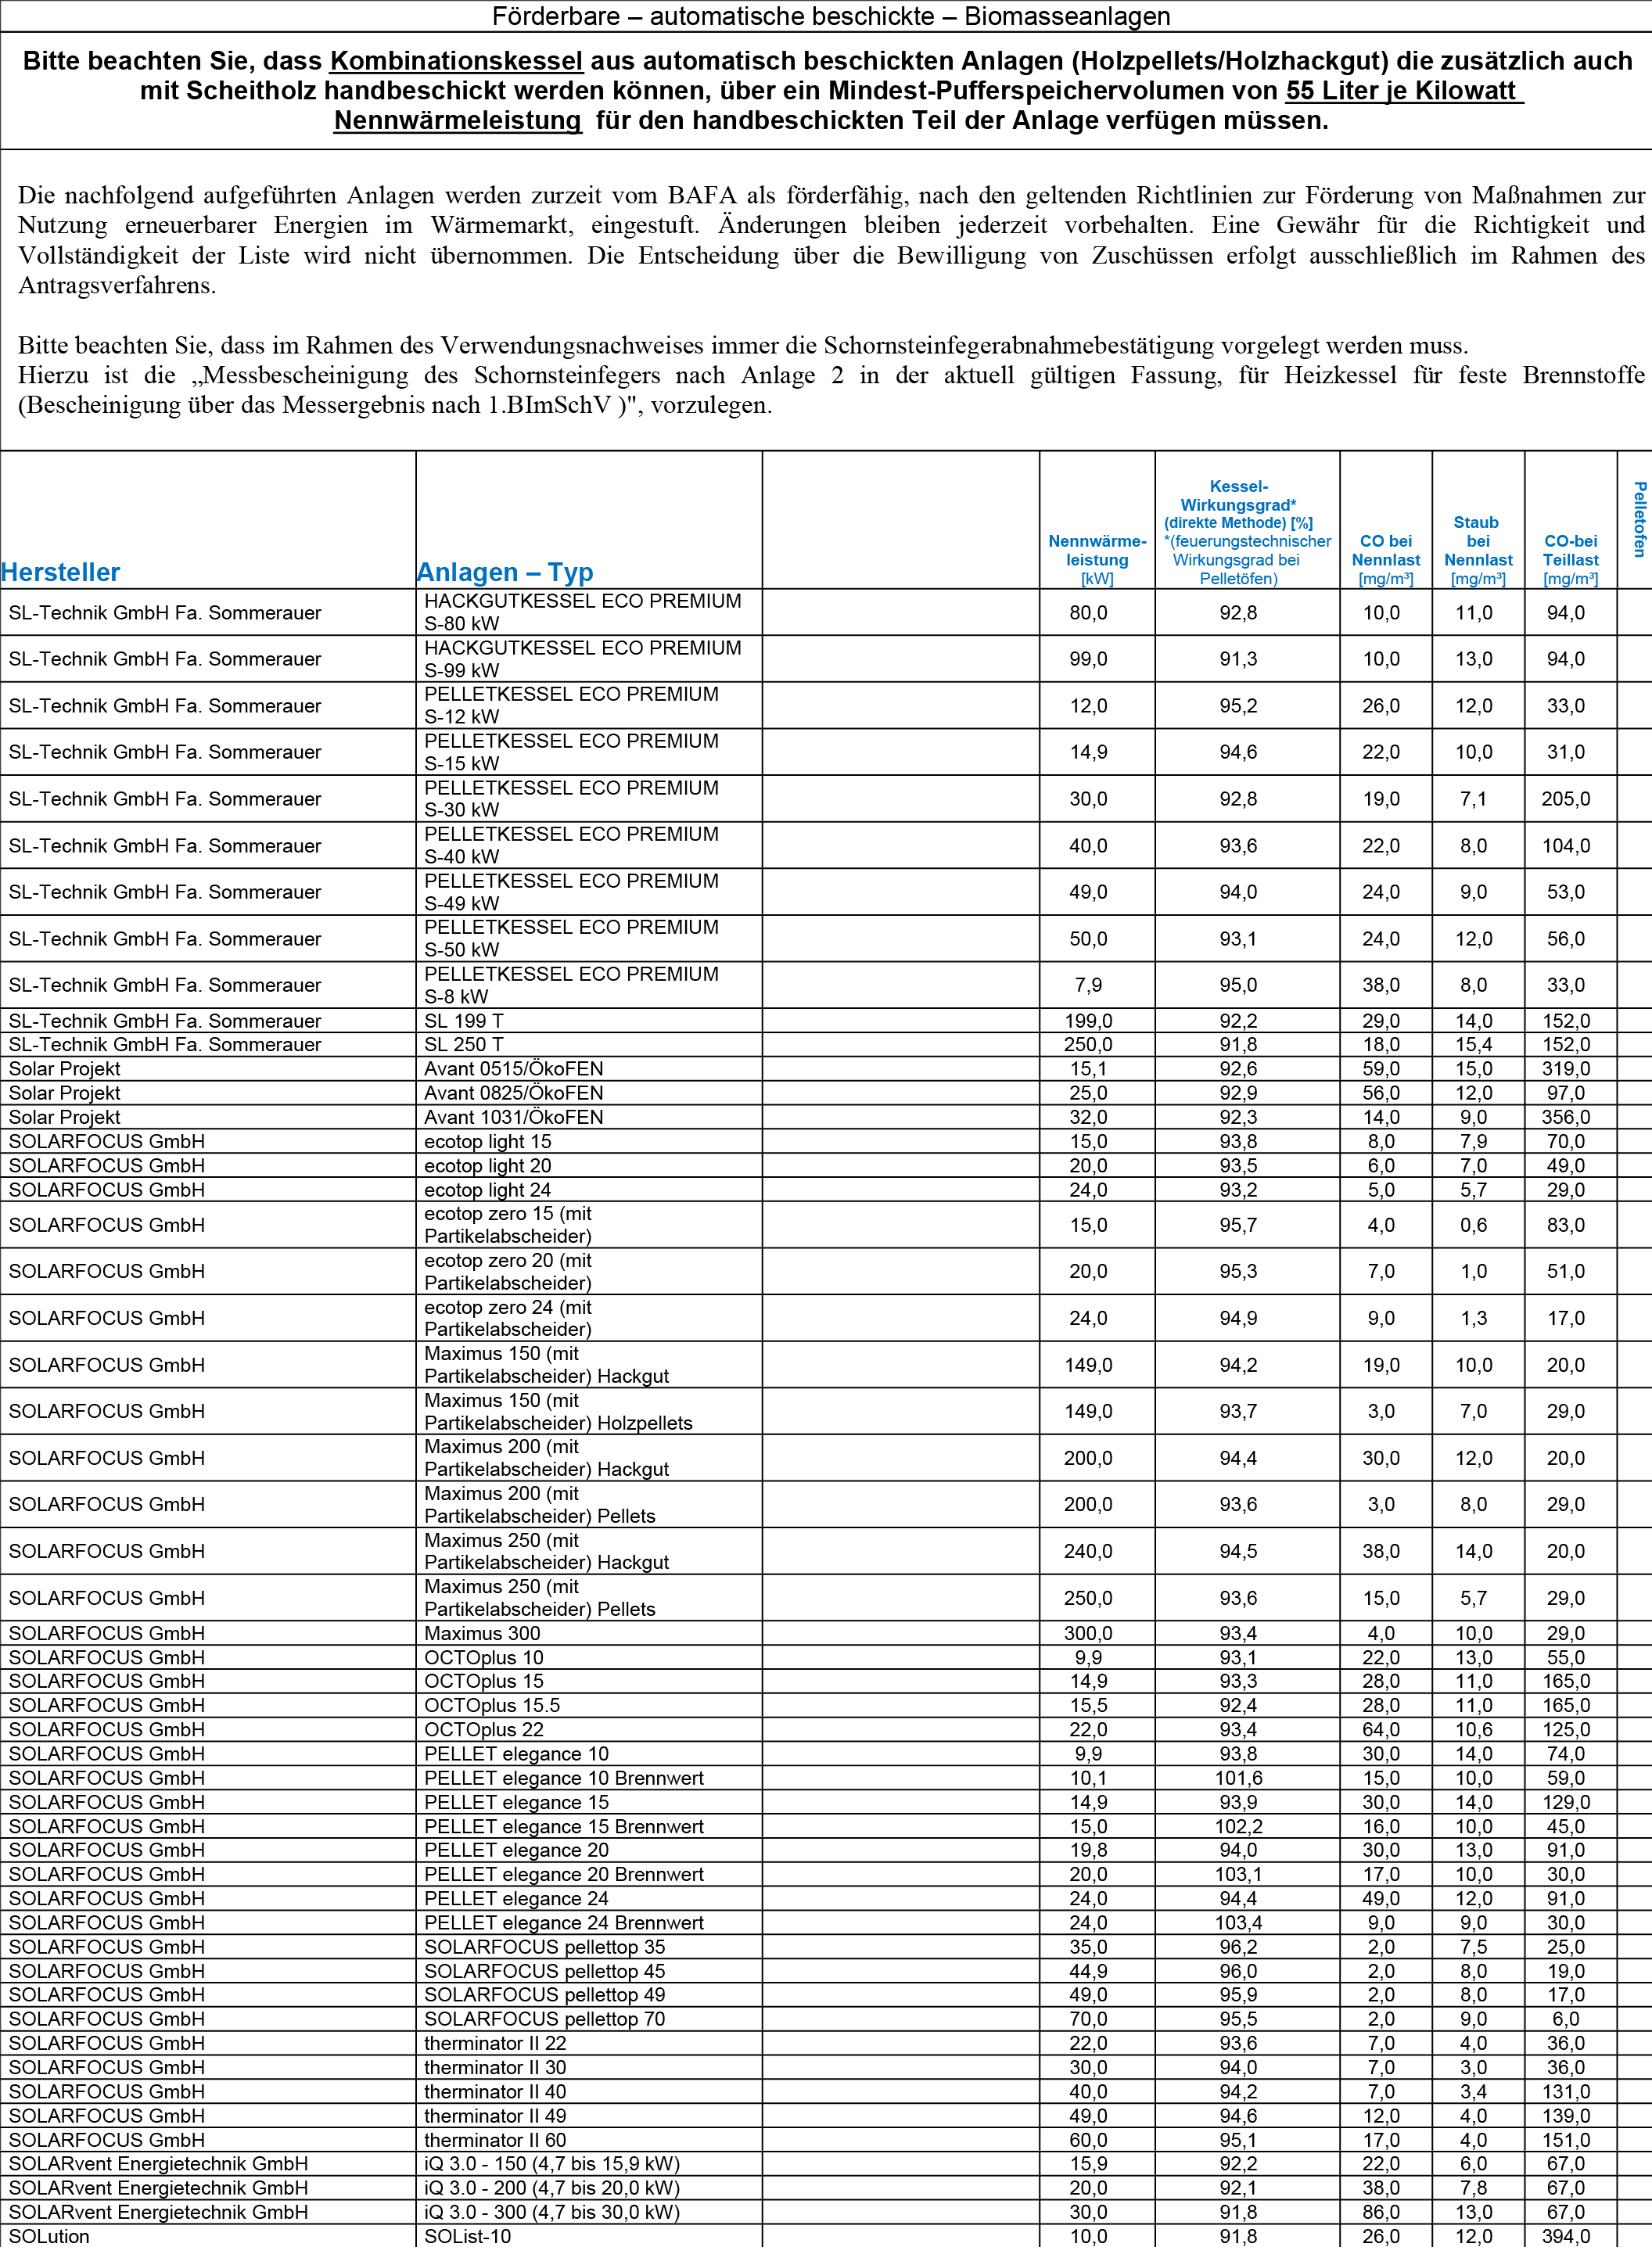 Förderbare – automatische beschickte – Biomasseanlagen
Bitte beachten Sie, dass Kombinationskessel aus automatisch beschickten Anlagen (Holzpellets/Holzhackgut) die zusätzlich auch
mit Scheitholz handbeschickt werden können, über ein Mindest-Pufferspeichervolumen von 55 Liter je Kilowatt
Nennwärmeleistung für den handbeschickten Teil der Anlage verfügen müssen.
Die nachfolgend aufgeführten Anlagen werden zurzeit vom BAFA als förderfähig, nach den geltenden Richtlinien zur Förderung von Maßnahmen zur
Nutzung erneuerbarer Energien im Wärmemarkt, eingestuft. Änderungen bleiben jederzeit vorbehalten. Eine Gewähr für die Richtigkeit und
Vollständigkeit der Liste wird nicht übernommen. Die Entscheidung über die Bewilligung von Zuschüssen erfolgt ausschließlich im Rahmen des
Antragsverfahrens.
Bitte beachten Sie, dass im Rahmen des Verwendungsnachweises immer die Schornsteinfegerabnahmebestätigung vorgelegt werden muss.
Hierzu ist die „Messbescheinigung des Schornsteinfegers nach Anlage 2 in der aktuell gültigen Fassung, für Heizkessel für feste Brennstoffe
(Bescheinigung über das Messergebnis nach 1.BImSchV )", vorzulegen.
Hersteller
Anlagen – Typ
Nennwärme-
leistung
[kW]
Kessel-
Wirkungsgrad*
(direkte Methode) [%]
*(feuerungstechnischer
Wirkungsgrad bei
Pelletöfen)
CO bei
Nennlast
[mg/m³]
Staub
bei
Nennlast
[mg/m³]
CO-bei
Teillast
[mg/m³]
Pelletofen
SL-Technik GmbH Fa. Sommerauer HACKGUTKESSEL ECO PREMIUM
S-80 kW 80,0 92,8 10,0 11,0 94,0
SL-Technik GmbH Fa. Sommerauer HACKGUTKESSEL ECO PREMIUM
S-99 kW 99,0 91,3 10,0 13,0 94,0
SL-Technik GmbH Fa. Sommerauer PELLETKESSEL ECO PREMIUM
S-12 kW 12,0 95,2 26,0 12,0 33,0
SL-Technik GmbH Fa. Sommerauer PELLETKESSEL ECO PREMIUM
S-15 kW 14,9 94,6 22,0 10,0 31,0
SL-Technik GmbH Fa. Sommerauer PELLETKESSEL ECO PREMIUM
S-30 kW 30,0 92,8 19,0 7,1 205,0
SL-Technik GmbH Fa. Sommerauer PELLETKESSEL ECO PREMIUM
S-40 kW 40,0 93,6 22,0 8,0 104,0
SL-Technik GmbH Fa. Sommerauer PELLETKESSEL ECO PREMIUM
S-49 kW 49,0 94,0 24,0 9,0 53,0
SL-Technik GmbH Fa. Sommerauer PELLETKESSEL ECO PREMIUM
S-50 kW 50,0 93,1 24,0 12,0 56,0
SL-Technik GmbH Fa. Sommerauer PELLETKESSEL ECO PREMIUM
S-8 kW 7,9 95,0 38,0 8,0 33,0
SL-Technik GmbH Fa. Sommerauer SL 199 T 199,0 92,2 29,0 14,0 152,0
SL-Technik GmbH Fa. Sommerauer SL 250 T 250,0 91,8 18,0 15,4 152,0
Solar Projekt Avant 0515/ÖkoFEN 15,1 92,6 59,0 15,0 319,0
Solar Projekt Avant 0825/ÖkoFEN 25,0 92,9 56,0 12,0 97,0
Solar Projekt Avant 1031/ÖkoFEN 32,0 92,3 14,0 9,0 356,0
SOLARFOCUS GmbH ecotop light 15 15,0 93,8 8,0 7,9 70,0
SOLARFOCUS GmbH ecotop light 20 20,0 93,5 6,0 7,0 49,0
SOLARFOCUS GmbH ecotop light 24 24,0 93,2 5,0 5,7 29,0
SOLARFOCUS GmbH ecotop zero 15 (mit
Partikelabscheider) 15,0 95,7 4,0 0,6 83,0
SOLARFOCUS GmbH ecotop zero 20 (mit
Partikelabscheider) 20,0 95,3 7,0 1,0 51,0
SOLARFOCUS GmbH ecotop zero 24 (mit
Partikelabscheider) 24,0 94,9 9,0 1,3 17,0
SOLARFOCUS GmbH Maximus 150 (mit
Partikelabscheider) Hackgut 149,0 94,2 19,0 10,0 20,0
SOLARFOCUS GmbH Maximus 150 (mit
Partikelabscheider) Holzpellets 149,0 93,7 3,0 7,0 29,0
SOLARFOCUS GmbH Maximus 200 (mit
Partikelabscheider) Hackgut 200,0 94,4 30,0 12,0 20,0
SOLARFOCUS GmbH Maximus 200 (mit
Partikelabscheider) Pellets 200,0 93,6 3,0 8,0 29,0
SOLARFOCUS GmbH Maximus 250 (mit
Partikelabscheider) Hackgut 240,0 94,5 38,0 14,0 20,0
SOLARFOCUS GmbH Maximus 250 (mit
Partikelabscheider) Pellets 250,0 93,6 15,0 5,7 29,0
SOLARFOCUS GmbH Maximus 300 300,0 93,4 4,0 10,0 29,0
SOLARFOCUS GmbH OCTOplus 10 9,9 93,1 22,0 13,0 55,0
SOLARFOCUS GmbH OCTOplus 15 14,9 93,3 28,0 11,0 165,0
SOLARFOCUS GmbH OCTOplus 15.5 15,5 92,4 28,0 11,0 165,0
SOLARFOCUS GmbH OCTOplus 22 22,0 93,4 64,0 10,6 125,0
SOLARFOCUS GmbH PELLET elegance 10 9,9 93,8 30,0 14,0 74,0
SOLARFOCUS GmbH PELLET elegance 10 Brennwert 10,1 101,6 15,0 10,0 59,0
SOLARFOCUS GmbH PELLET elegance 15 14,9 93,9 30,0 14,0 129,0
SOLARFOCUS GmbH PELLET elegance 15 Brennwert 15,0 102,2 16,0 10,0 45,0
SOLARFOCUS GmbH PELLET elegance 20 19,8 94,0 30,0 13,0 91,0
SOLARFOCUS GmbH PELLET elegance 20 Brennwert 20,0 103,1 17,0 10,0 30,0
SOLARFOCUS GmbH PELLET elegance 24 24,0 94,4 49,0 12,0 91,0
SOLARFOCUS GmbH PELLET elegance 24 Brennwert 24,0 103,4 9,0 9,0 30,0
SOLARFOCUS GmbH SOLARFOCUS pellettop 35 35,0 96,2 2,0 7,5 25,0
SOLARFOCUS GmbH SOLARFOCUS pellettop 45 44,9 96,0 2,0 8,0 19,0
SOLARFOCUS GmbH SOLARFOCUS pellettop 49 49,0 95,9 2,0 8,0 17,0
SOLARFOCUS GmbH SOLARFOCUS pellettop 70 70,0 95,5 2,0 9,0 6,0
SOLARFOCUS GmbH therminator II 22 22,0 93,6 7,0 4,0 36,0
SOLARFOCUS GmbH therminator II 30 30,0 94,0 7,0 3,0 36,0
SOLARFOCUS GmbH therminator II 40 40,0 94,2 7,0 3,4 131,0
SOLARFOCUS GmbH therminator II 49 49,0 94,6 12,0 4,0 139,0
SOLARFOCUS GmbH therminator II 60 60,0 95,1 17,0 4,0 151,0
SOLARvent Energietechnik GmbH iQ 3.0 - 150 (4,7 bis 15,9 kW) 15,9 92,2 22,0 6,0 67,0
SOLARvent Energietechnik GmbH iQ 3.0 - 200 (4,7 bis 20,0 kW) 20,0 92,1 38,0 7,8 67,0
SOLARvent Energietechnik GmbH iQ 3.0 - 300 (4,7 bis 30,0 kW) 30,0 91,8 86,0 13,0 67,0
SOLution SOList-10 10,0 91,8 26,0 12,0 394,0